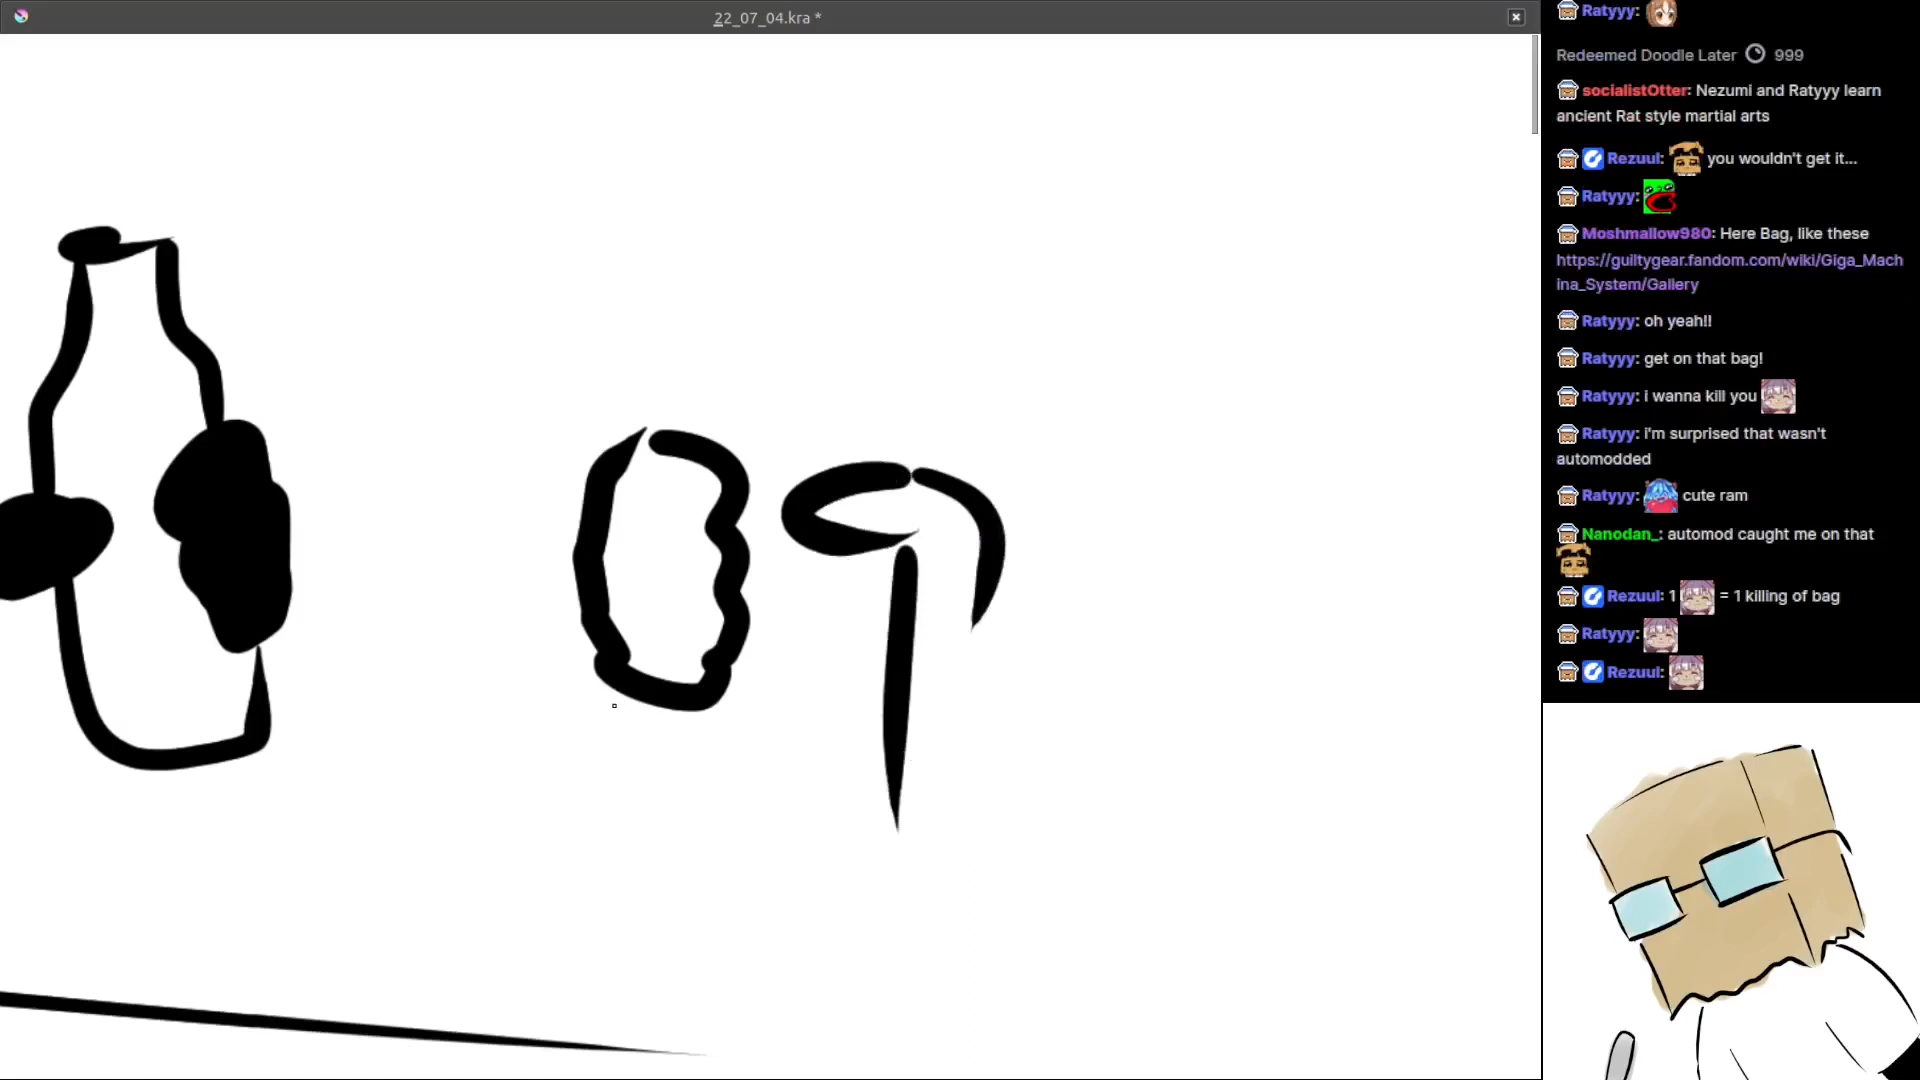 22_07_04.kra *
Ratyyy:
Redeemed Doodle Later 999
socialistOtter: Nezumi and Ratyyy learn
ancient Rat style martial arts
Rezuul: you wouldn't get it...
Ratyyy:
Moshmallow980: Here Bag, like these
https://guiltygear.fandom.com/wiki/Giga_Mach
ina_System/Gallery
Ratyyy: oh yeah!!
Ratyyy: get on that bag!
Ratyyy: i wanna kill you
Ratyyy: i'm surprised that wasn't
automodded
Ratyyy: cute ram
Nanodan_: automod caught me on that
Rezuul: 1 = 1 killing of bag
Ratyyy:
Rezuul: